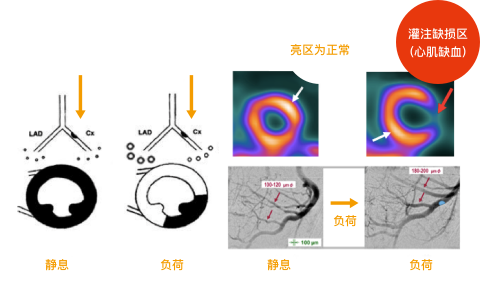 灌注缺损区
(心肌缺血)
亮区为正常
LAD
Cx
LAD
Cx
100-120 μm ϕ
180-200 μm ϕ
负荷
100 μm
静息
负荷
静息
负荷